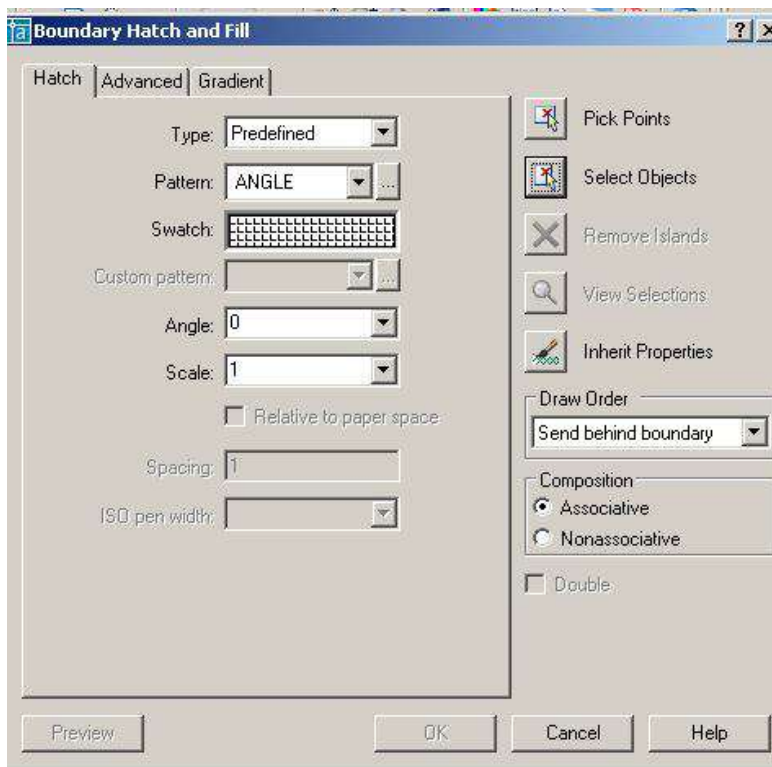 Boundary Hatch and Fill
Hatch
Advanced
Gradient
Type: Predefined
Pattern: ANGLE ...
Swatch:
Custom pattern: ...
Angle: 0
Scale: 1
Relative to paper space
Spacing: 1
ISO pen width:
Pick Points
Select Objects
Remove Islands
View Selections
Inherit Properties
Draw Order
Send behind boundary
Composition
Associative
Nonassociative
Double
Preview
OK
Cancel
Help